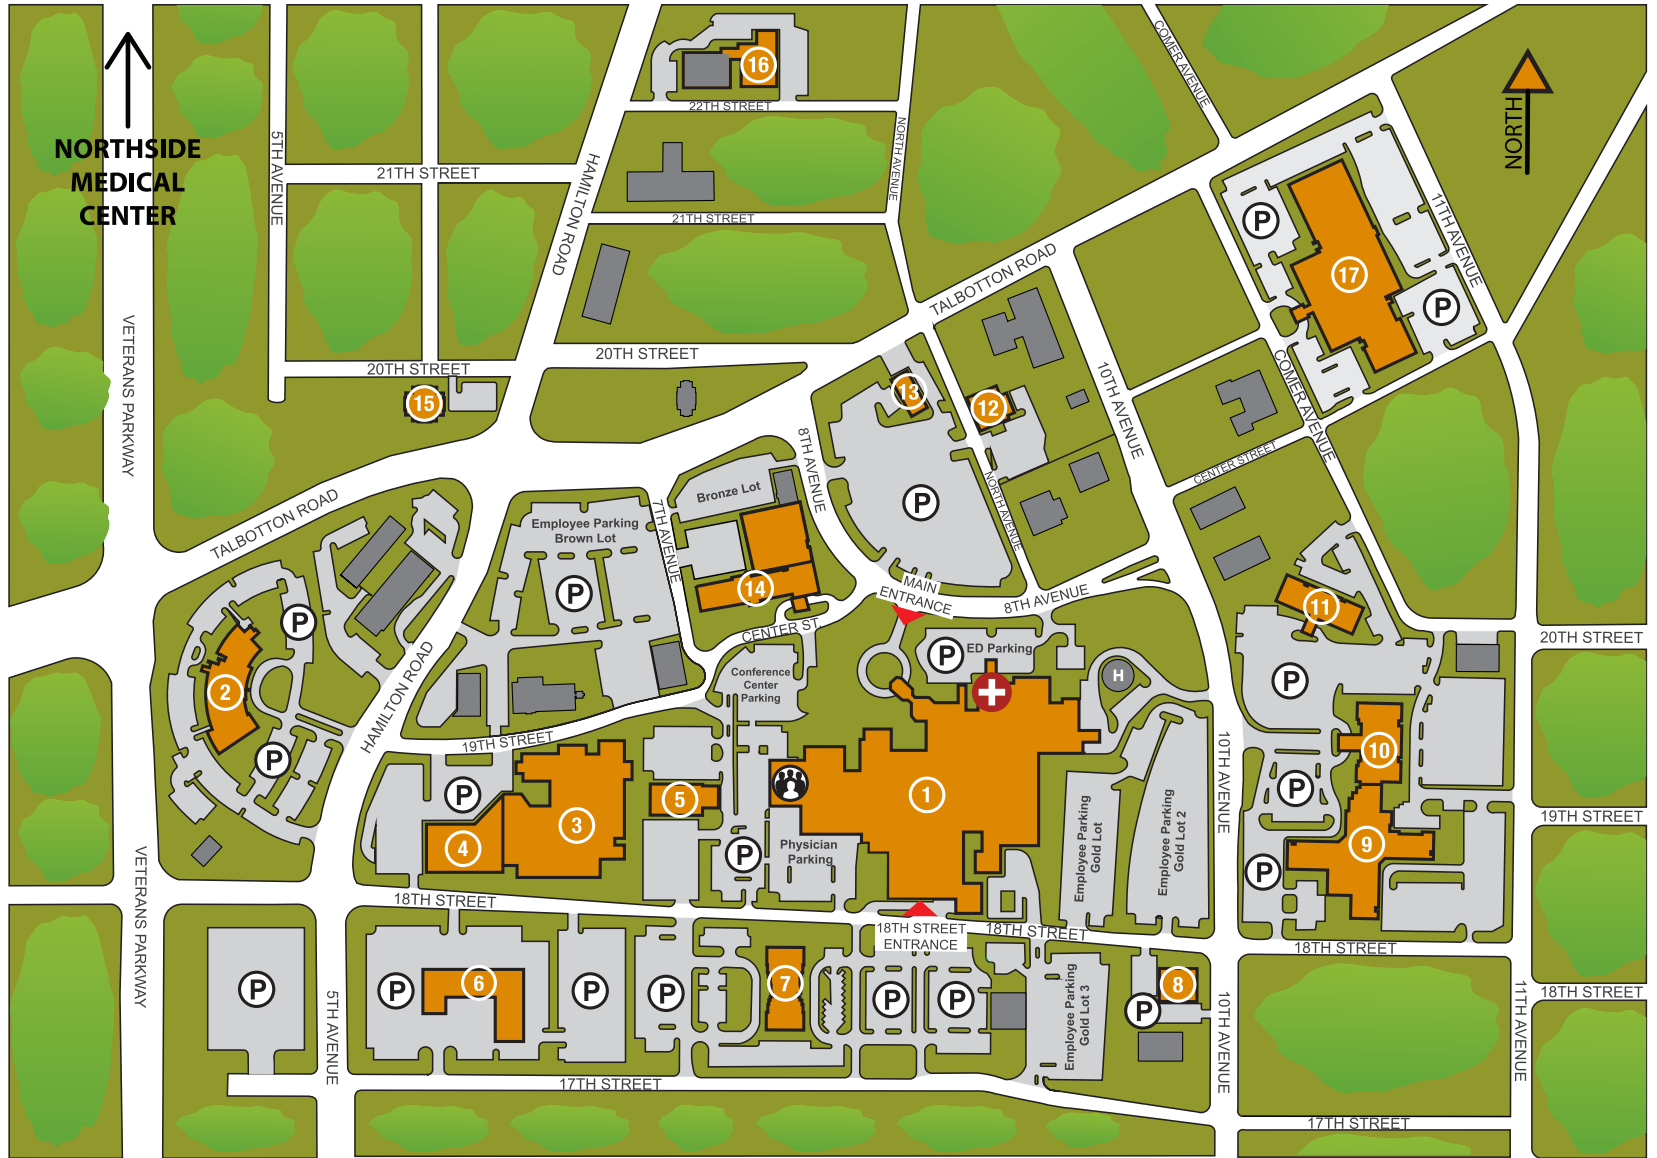 NORTHSIDE
MEDICAL
CENTER
NORTH
VETERANS PARKWAY
VETERANS PARKWAY
5TH AVENUE
21TH STREET
20TH STREET
HAMILTON ROAD
22TH STREET
21TH STREET
20TH STREET
NORTH AVENUE
COMER AVENUE
TALBOTTON ROAD
11TH AVENUE
10TH AVENUE
COMER AVENUE
CENTER STREET
16
17
P
P
15
13
12
TALBOTTON ROAD
8TH AVENUE
7TH AVENUE
NORTH AVENUE
Bronze Lot
Employee Parking
Brown Lot
P
P
14
MAIN
ENTRANCE
8TH AVENUE
CENTER ST.
11
20TH STREET
P
2
P
HAMILTON ROAD
19TH STREET
Conference
Center
Parking
P
ED Parking
H
P
10
P
10TH AVENUE
P
3
4
5
1
P
Physician
Parking
Employee Parking
Gold Lot
Employee Parking
Gold Lot 2
9
P
19TH STREET
18TH STREET
18TH STREET
ENTRANCE
18TH STREET
18TH STREET
18TH STREET
P
P
6
P
P
7
P
P
Employee Parking
Gold Lot 3
8
P
5TH AVENUE
10TH AVENUE
11TH AVENUE
17TH STREET
17TH STREET